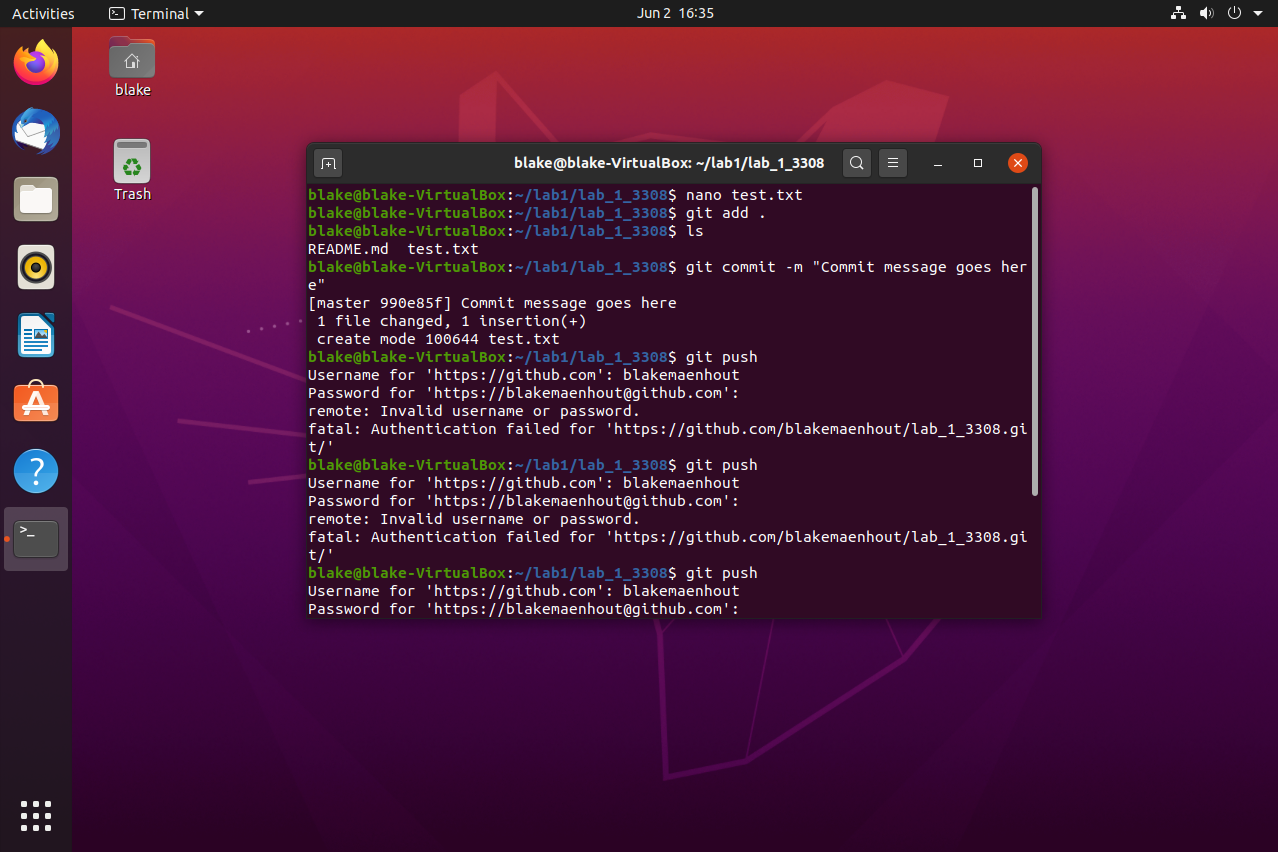 Activities
Terminal
Jun 2 16:35
blake
Trash
blake@blake-VirtualBox: ~/lab1/lab_1_3308
blake@blake-VirtualBox:~/lab1/lab_1_3308$ nano test.txt
blake@blake-VirtualBox:~/lab1/lab_1_3308$ git add .
blake@blake-VirtualBox:~/lab1/lab_1_3308$ ls
README.md  test.txt
blake@blake-VirtualBox:~/lab1/lab_1_3308$ git commit -m "Commit message goes her
e"
[master 990e85f] Commit message goes here
 1 file changed, 1 insertion(+)
 create mode 100644 test.txt
blake@blake-VirtualBox:~/lab1/lab_1_3308$ git push
Username for 'https://github.com': blakemaenhout
Password for 'https://blakemaenhout@github.com':
remote: Invalid username or password.
fatal: Authentication failed for 'https://github.com/blakemaenhout/lab_1_3308.gi
t/'
blake@blake-VirtualBox:~/lab1/lab_1_3308$ git push
Username for 'https://github.com': blakemaenhout
Password for 'https://blakemaenhout@github.com':
remote: Invalid username or password.
fatal: Authentication failed for 'https://github.com/blakemaenhout/lab_1_3308.gi
t/'
blake@blake-VirtualBox:~/lab1/lab_1_3308$ git push
Username for 'https://github.com': blakemaenhout
Password for 'https://blakemaenhout@github.com':